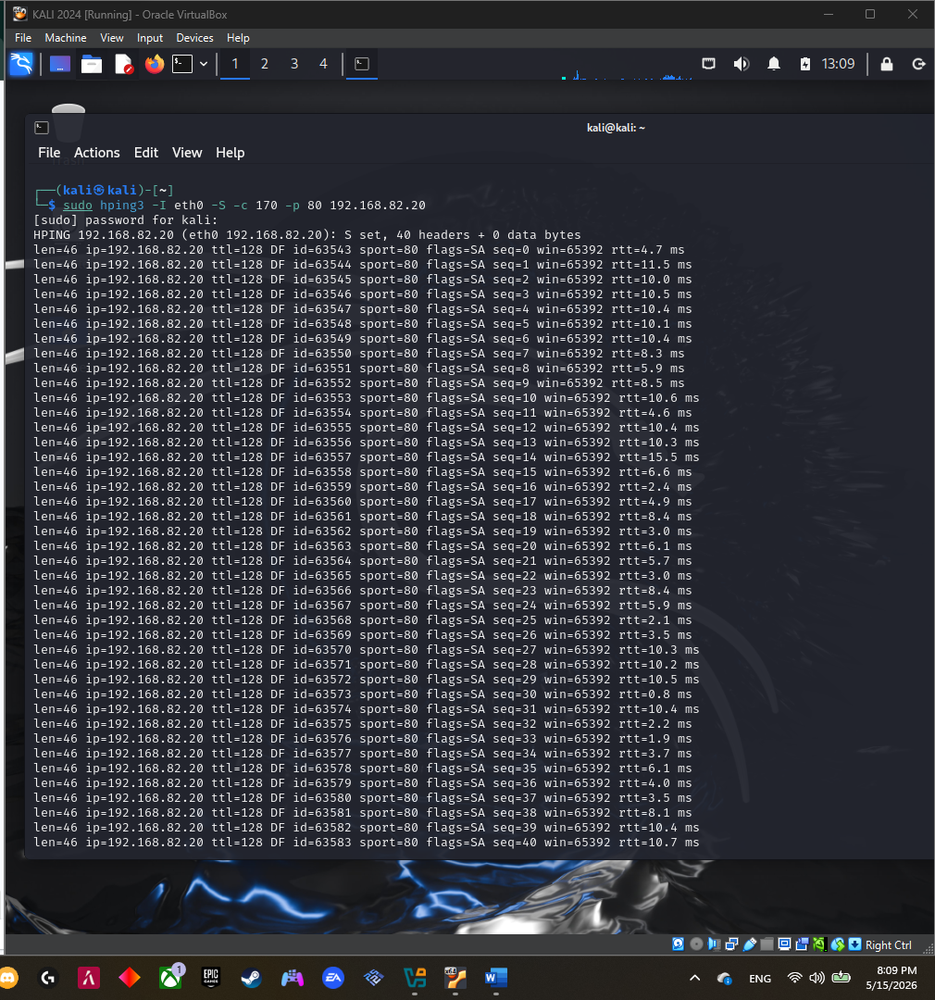 KALI 2024 [Running] - Oracle VirtualBox
File Machine View Input Devices Help
1 2 3 4 13:09
kali@kali: ~
File Actions Edit View Help
┌──(kali㉿kali)-[~]
└─$ sudo hping3 -I eth0 -S -c 170 -p 80 192.168.82.20
[sudo] password for kali:
HPING 192.168.82.20 (eth0 192.168.82.20): S set, 40 headers + 0 data bytes
len=46 ip=192.168.82.20 ttl=128 DF id=63543 sport=80 flags=SA seq=0 win=65392 rtt=4.7 ms
len=46 ip=192.168.82.20 ttl=128 DF id=63544 sport=80 flags=SA seq=1 win=65392 rtt=11.5 ms
len=46 ip=192.168.82.20 ttl=128 DF id=63545 sport=80 flags=SA seq=2 win=65392 rtt=10.0 ms
len=46 ip=192.168.82.20 ttl=128 DF id=63546 sport=80 flags=SA seq=3 win=65392 rtt=10.5 ms
len=46 ip=192.168.82.20 ttl=128 DF id=63547 sport=80 flags=SA seq=4 win=65392 rtt=10.4 ms
len=46 ip=192.168.82.20 ttl=128 DF id=63548 sport=80 flags=SA seq=5 win=65392 rtt=10.1 ms
len=46 ip=192.168.82.20 ttl=128 DF id=63549 sport=80 flags=SA seq=6 win=65392 rtt=10.4 ms
len=46 ip=192.168.82.20 ttl=128 DF id=63550 sport=80 flags=SA seq=7 win=65392 rtt=8.3 ms
len=46 ip=192.168.82.20 ttl=128 DF id=63551 sport=80 flags=SA seq=8 win=65392 rtt=5.9 ms
len=46 ip=192.168.82.20 ttl=128 DF id=63552 sport=80 flags=SA seq=9 win=65392 rtt=8.5 ms
len=46 ip=192.168.82.20 ttl=128 DF id=63553 sport=80 flags=SA seq=10 win=65392 rtt=10.6 ms
len=46 ip=192.168.82.20 ttl=128 DF id=63554 sport=80 flags=SA seq=11 win=65392 rtt=4.6 ms
len=46 ip=192.168.82.20 ttl=128 DF id=63555 sport=80 flags=SA seq=12 win=65392 rtt=10.4 ms
len=46 ip=192.168.82.20 ttl=128 DF id=63556 sport=80 flags=SA seq=13 win=65392 rtt=10.3 ms
len=46 ip=192.168.82.20 ttl=128 DF id=63557 sport=80 flags=SA seq=14 win=65392 rtt=15.5 ms
len=46 ip=192.168.82.20 ttl=128 DF id=63558 sport=80 flags=SA seq=15 win=65392 rtt=6.6 ms
len=46 ip=192.168.82.20 ttl=128 DF id=63559 sport=80 flags=SA seq=16 win=65392 rtt=2.4 ms
len=46 ip=192.168.82.20 ttl=128 DF id=63560 sport=80 flags=SA seq=17 win=65392 rtt=4.9 ms
len=46 ip=192.168.82.20 ttl=128 DF id=63561 sport=80 flags=SA seq=18 win=65392 rtt=8.4 ms
len=46 ip=192.168.82.20 ttl=128 DF id=63562 sport=80 flags=SA seq=19 win=65392 rtt=3.0 ms
len=46 ip=192.168.82.20 ttl=128 DF id=63563 sport=80 flags=SA seq=20 win=65392 rtt=6.1 ms
len=46 ip=192.168.82.20 ttl=128 DF id=63564 sport=80 flags=SA seq=21 win=65392 rtt=5.7 ms
len=46 ip=192.168.82.20 ttl=128 DF id=63565 sport=80 flags=SA seq=22 win=65392 rtt=3.0 ms
len=46 ip=192.168.82.20 ttl=128 DF id=63566 sport=80 flags=SA seq=23 win=65392 rtt=8.4 ms
len=46 ip=192.168.82.20 ttl=128 DF id=63567 sport=80 flags=SA seq=24 win=65392 rtt=5.9 ms
len=46 ip=192.168.82.20 ttl=128 DF id=63568 sport=80 flags=SA seq=25 win=65392 rtt=2.1 ms
len=46 ip=192.168.82.20 ttl=128 DF id=63569 sport=80 flags=SA seq=26 win=65392 rtt=3.5 ms
len=46 ip=192.168.82.20 ttl=128 DF id=63570 sport=80 flags=SA seq=27 win=65392 rtt=10.3 ms
len=46 ip=192.168.82.20 ttl=128 DF id=63571 sport=80 flags=SA seq=28 win=65392 rtt=10.2 ms
len=46 ip=192.168.82.20 ttl=128 DF id=63572 sport=80 flags=SA seq=29 win=65392 rtt=10.5 ms
len=46 ip=192.168.82.20 ttl=128 DF id=63573 sport=80 flags=SA seq=30 win=65392 rtt=0.8 ms
len=46 ip=192.168.82.20 ttl=128 DF id=63574 sport=80 flags=SA seq=31 win=65392 rtt=10.4 ms
len=46 ip=192.168.82.20 ttl=128 DF id=63575 sport=80 flags=SA seq=32 win=65392 rtt=2.2 ms
len=46 ip=192.168.82.20 ttl=128 DF id=63576 sport=80 flags=SA seq=33 win=65392 rtt=1.9 ms
len=46 ip=192.168.82.20 ttl=128 DF id=63577 sport=80 flags=SA seq=34 win=65392 rtt=3.7 ms
len=46 ip=192.168.82.20 ttl=128 DF id=63578 sport=80 flags=SA seq=35 win=65392 rtt=6.1 ms
len=46 ip=192.168.82.20 ttl=128 DF id=63579 sport=80 flags=SA seq=36 win=65392 rtt=4.0 ms
len=46 ip=192.168.82.20 ttl=128 DF id=63580 sport=80 flags=SA seq=37 win=65392 rtt=3.5 ms
len=46 ip=192.168.82.20 ttl=128 DF id=63581 sport=80 flags=SA seq=38 win=65392 rtt=8.1 ms
len=46 ip=192.168.82.20 ttl=128 DF id=63582 sport=80 flags=SA seq=39 win=65392 rtt=10.4 ms
len=46 ip=192.168.82.20 ttl=128 DF id=63583 sport=80 flags=SA seq=40 win=65392 rtt=10.7 ms
Right Ctrl
1
EPIC GAMES
EA
ENG
8:09 PM
5/15/2026